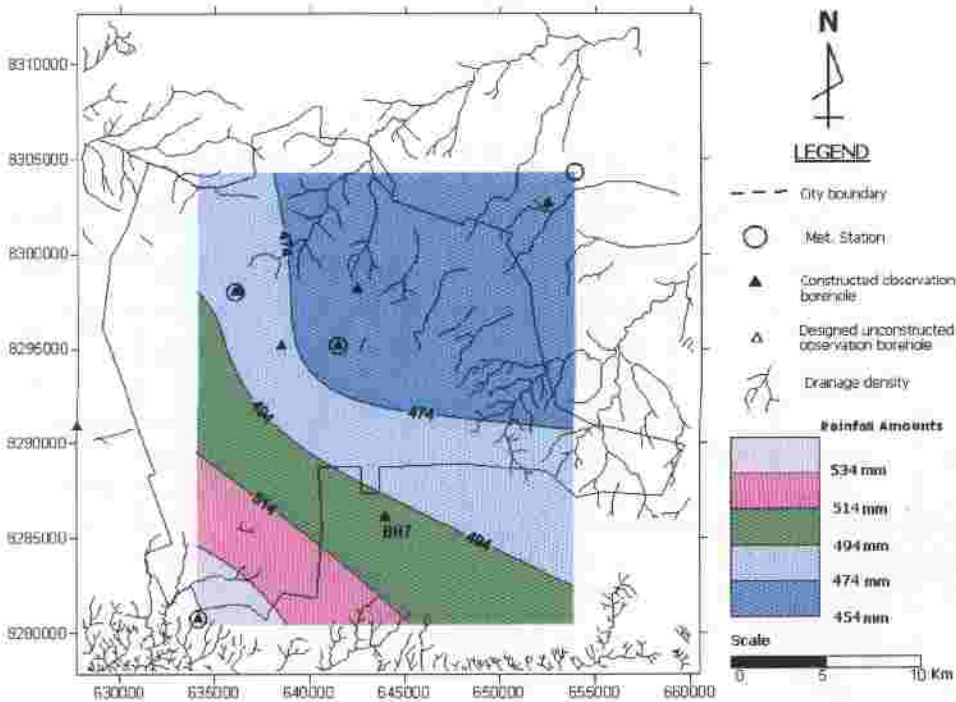 8310000
8305000
8300000
8295000
8290000
8285000
8280000
630000
635000
640000
645000
650000
655000
660000
474
494
514
494
BH7
N
LEGEND
City boundary
Met. Station
Constructed observation
borehole
Designed unconstructed
observation borehole
Drainage density
Rainfall Amounts
534 mm
514 mm
494 mm
474 mm
454 mm
Scale
0 5 10 Km